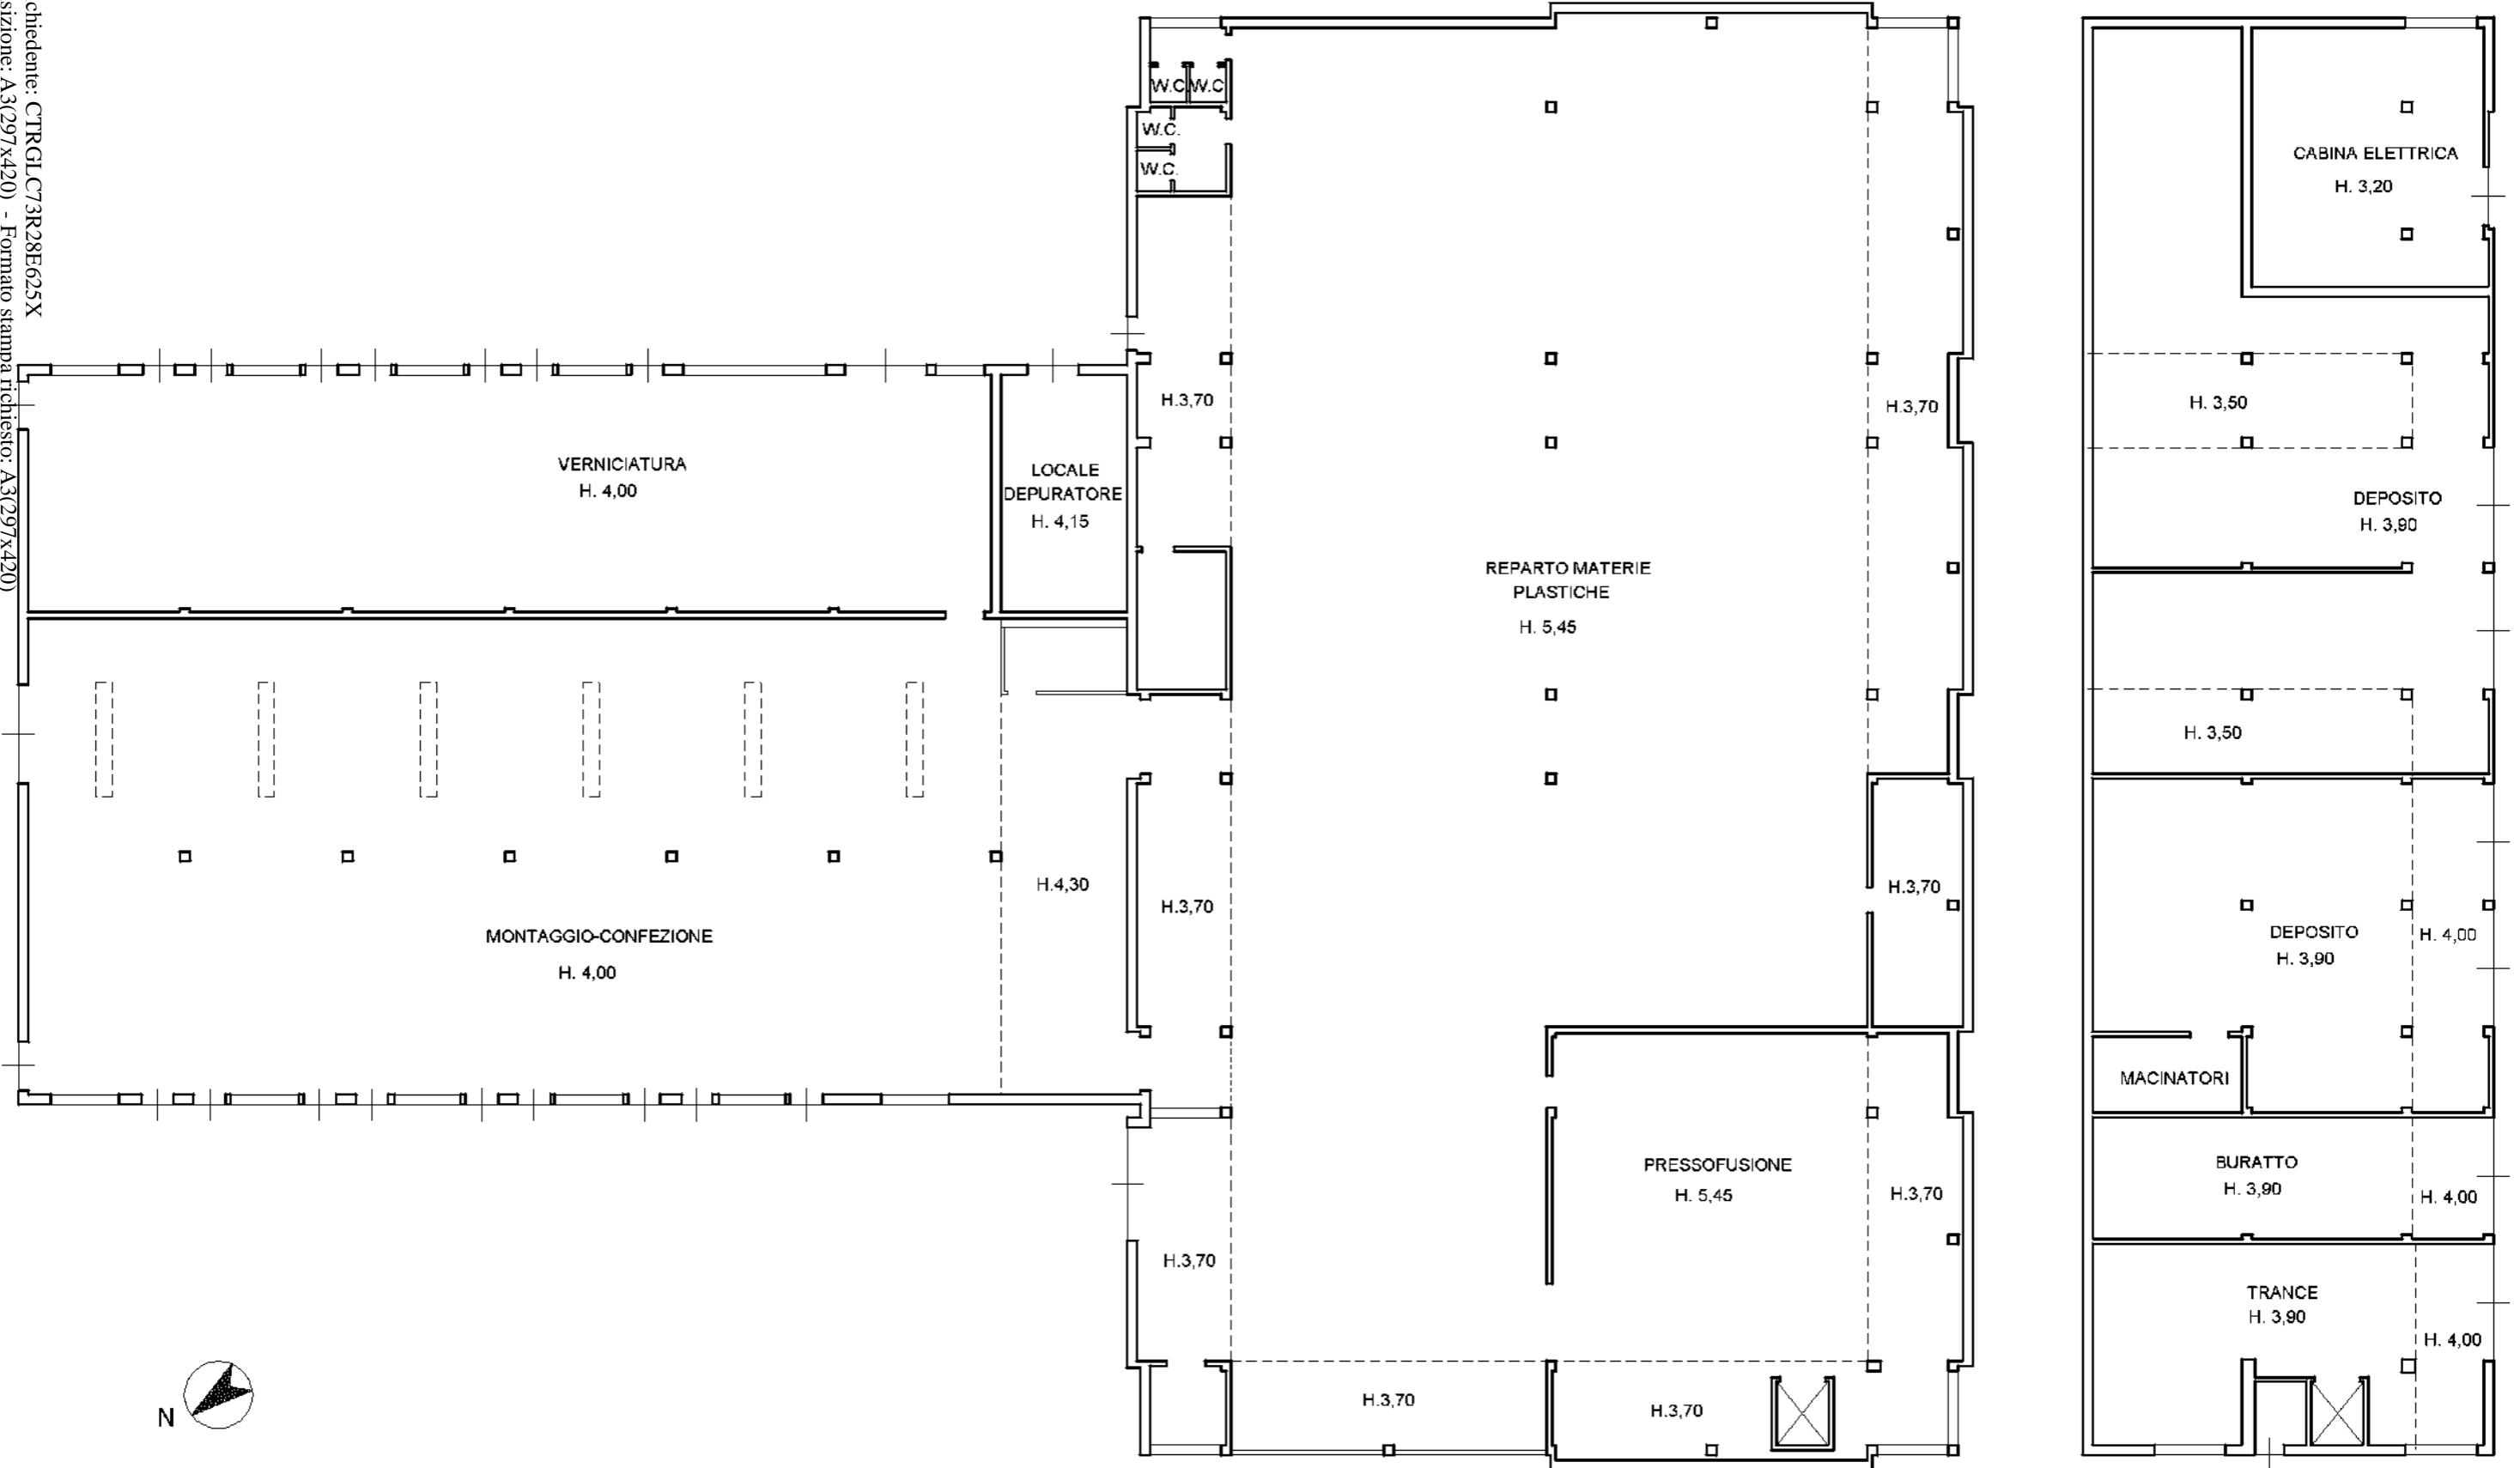 chiedente: CTRGLC73R28E625X
sizione: A3(297x420) - Formato stampa richiesto: A3(297x420)
W.C
W.C
W.C.
W.C.
CABINA ELETTRICA
H. 3,20
H.3,70
H.3,70
H. 3,50
VERNICIATURA
H. 4,00
LOCALE
DEPURATORE
H. 4,15
DEPOSITO
H. 3,90
REPARTO MATERIE
PLASTICHE
H. 5,45
H. 3,50
H.4,30
H.3,70
H.3,70
MONTAGGIO-CONFEZIONE
H. 4,00
DEPOSITO
H. 3,90
H. 4,00
MACINATORI
PRESSOFUSIONE
H. 5,45
H.3,70
BURATTO
H. 3,90
H. 4,00
H.3,70
TRANCE
H. 3,90
H. 4,00
H.3,70
H.3,70
N